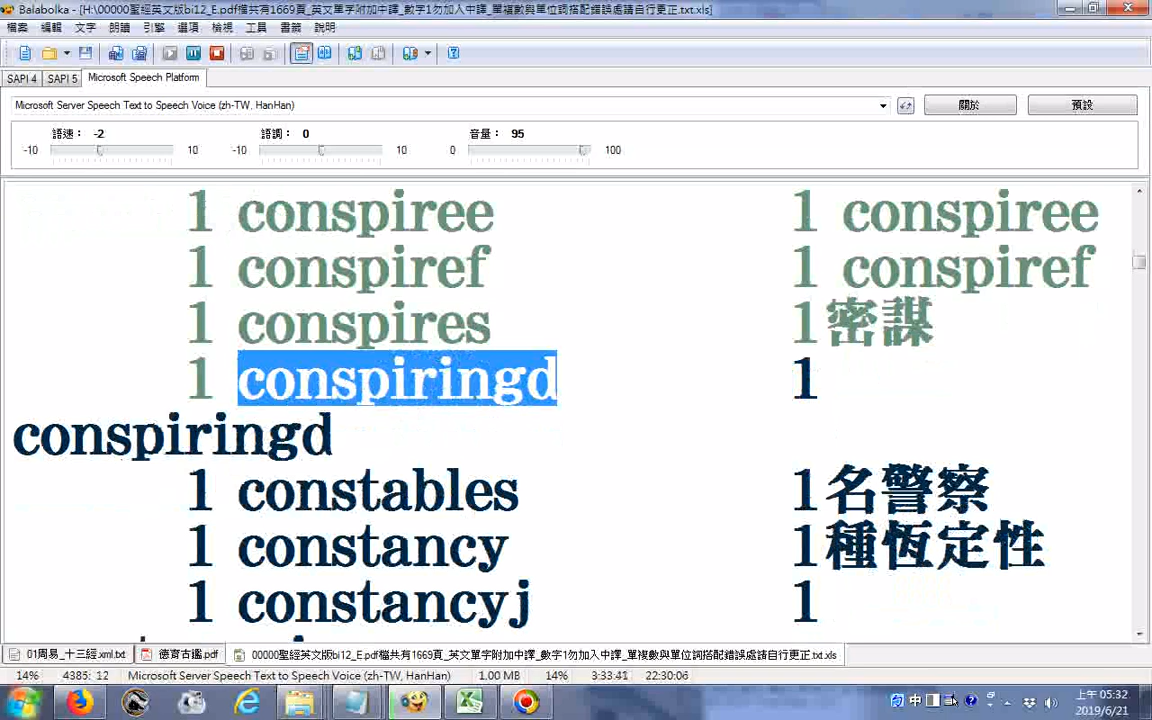 Balabolka - [H:\00000聖經英文版bi12_E.pdf檔共有1669頁_英文單字附加中譯_數字1勿加入中譯_單複數與單位詞搭配錯誤處請自行更正.txt.xls]
檔案 編輯 文字 朗讀 引擎 選項 檢視 工具 書籤 說明
SAPI 4 SAPI 5 Microsoft Speech Platform
Microsoft Server Speech Text to Speech Voice (zh-TW, HanHan) 關於 預設
語速： -2 語調： 0 音量： 95
-10 10 -10 10 0 100
1 conspiree 1 conspiree
1 conspiref 1 conspiref
1 conspires 1密謀
1 conspiringd 1
conspiringd
1 constables 1名警察
1 constancy 1種恆定性
1 constancyj 1
01周易_十三經.xml.txt 德育古鑑.pdf 00000聖經英文版bi12_E.pdf檔共有1669頁_英文單字附加中譯_數字1勿加入中譯_單複數與單位詞搭配錯誤處請自行更正.txt.xls
14% 4385: 12 Microsoft Server Speech Text to Speech Voice (zh-TW, HanHan) 1.00 MB 14% 3:33:41 22:30:06
中 上午 05:32
2019/6/21